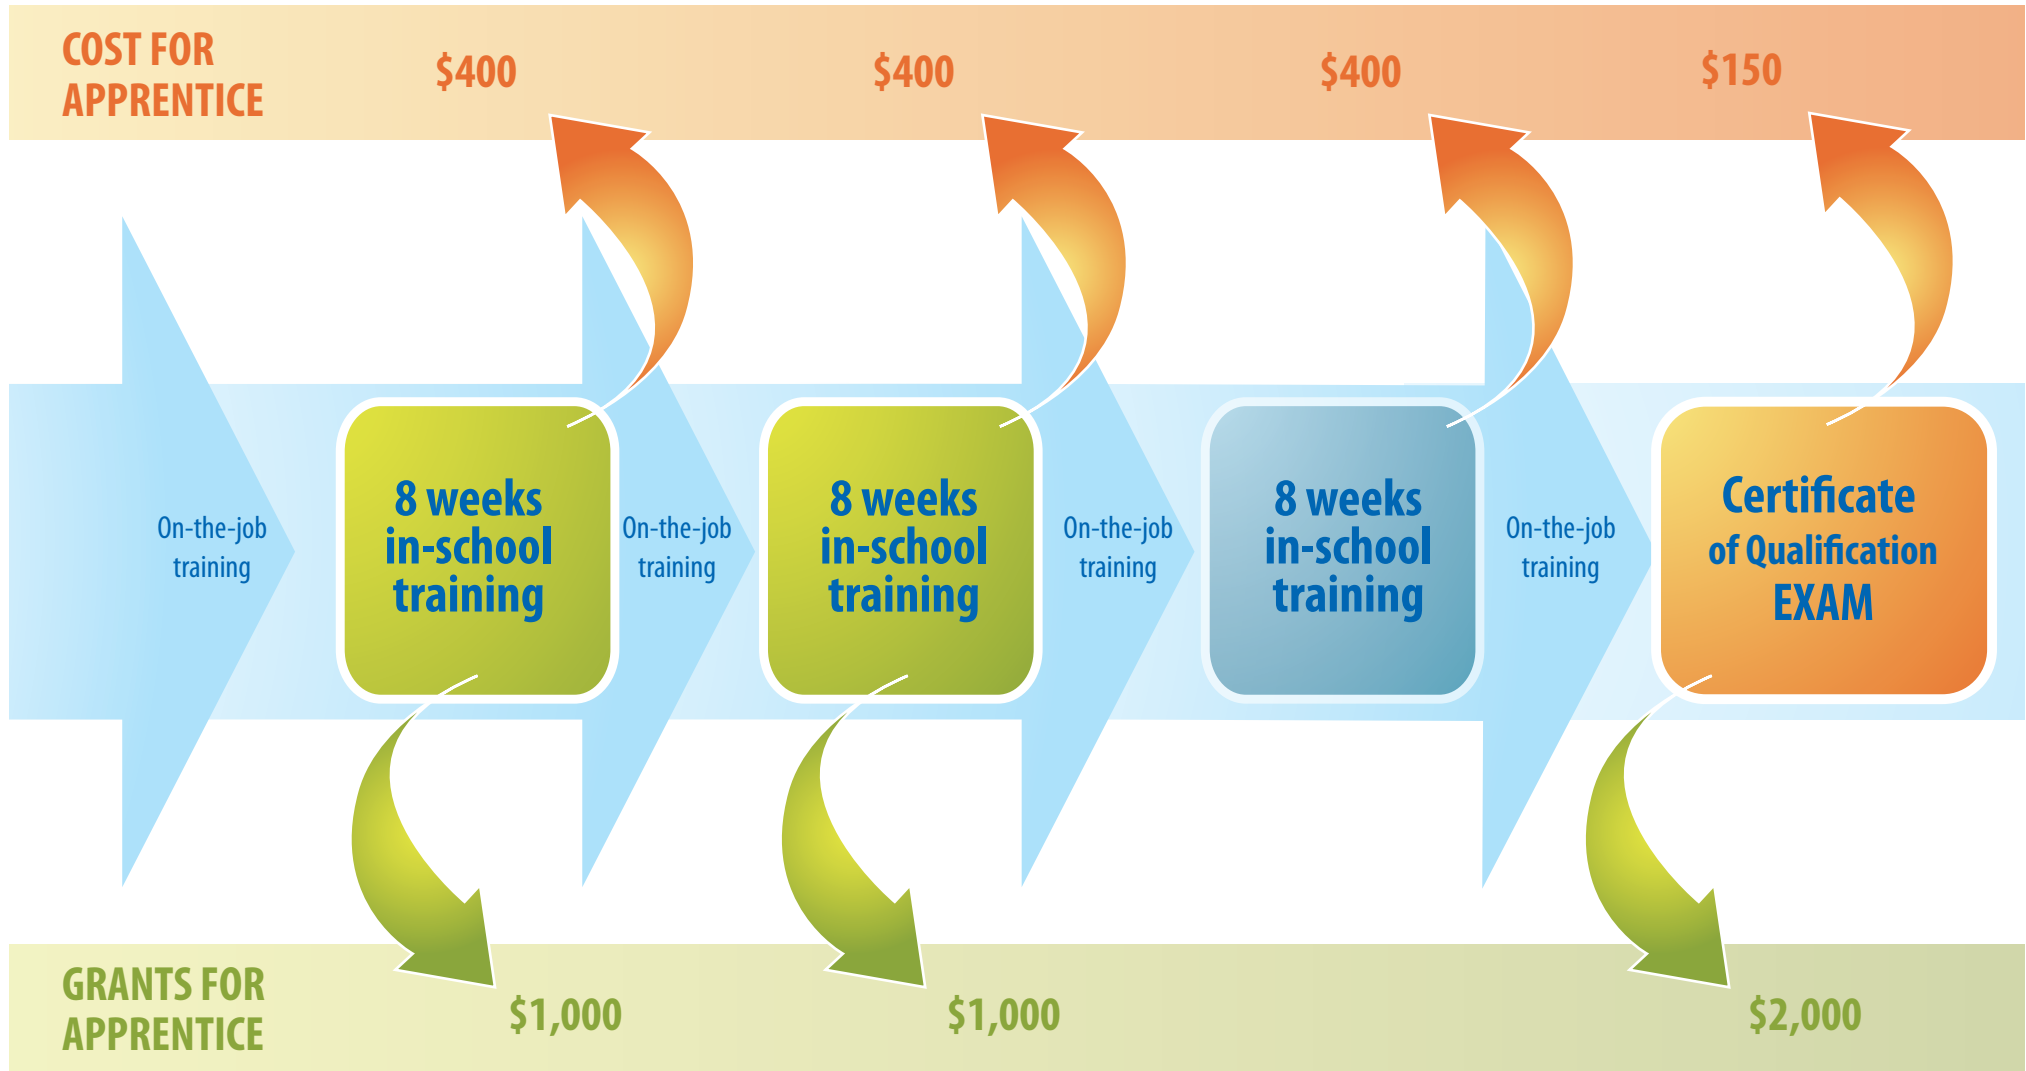 COST FOR
APPRENTICE
$400
$400
$400
$150
On-the-job
training
8 weeks
in-school
training
On-the-job
training
8 weeks
in-school
training
On-the-job
training
8 weeks
in-school
training
On-the-job
training
Certificate
of Qualification
EXAM
GRANTS FOR
APPRENTICE
$1,000
$1,000
$2,000